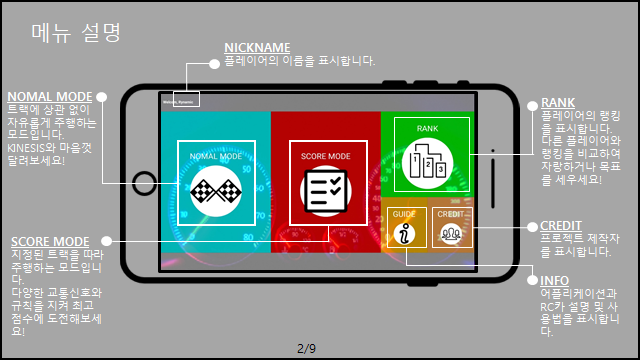 메뉴 설명
NICKNAME
플레이어의 이름을 표시합니다.
NOMAL MODE
트랙에 상관 없이
자유롭게 주행하는
모드입니다.
KINESIS와 마음껏
달려보세요!
SCORE MODE
지정된 트랙을 따라
주행하는 모드입니
다.
다양한 교통신호와
규칙을 지켜 최고
점수에 도전해보세
요!
Welcome, Dynamic
NOMAL MODE
SCORE MODE
RANK
1
2
3
GUIDE
CREDIT
RANK
플레이어의 랭킹
을 표시합니다.
다른 플레이어와
랭킹을 비교하여
자랑하거나 목표
를 세우세요!
CREDIT
프로젝트 제작자
를 표시합니다.
INFO
어플리케이션과
RC카 설명 및 사
용법을 표시합니
다.
2/9